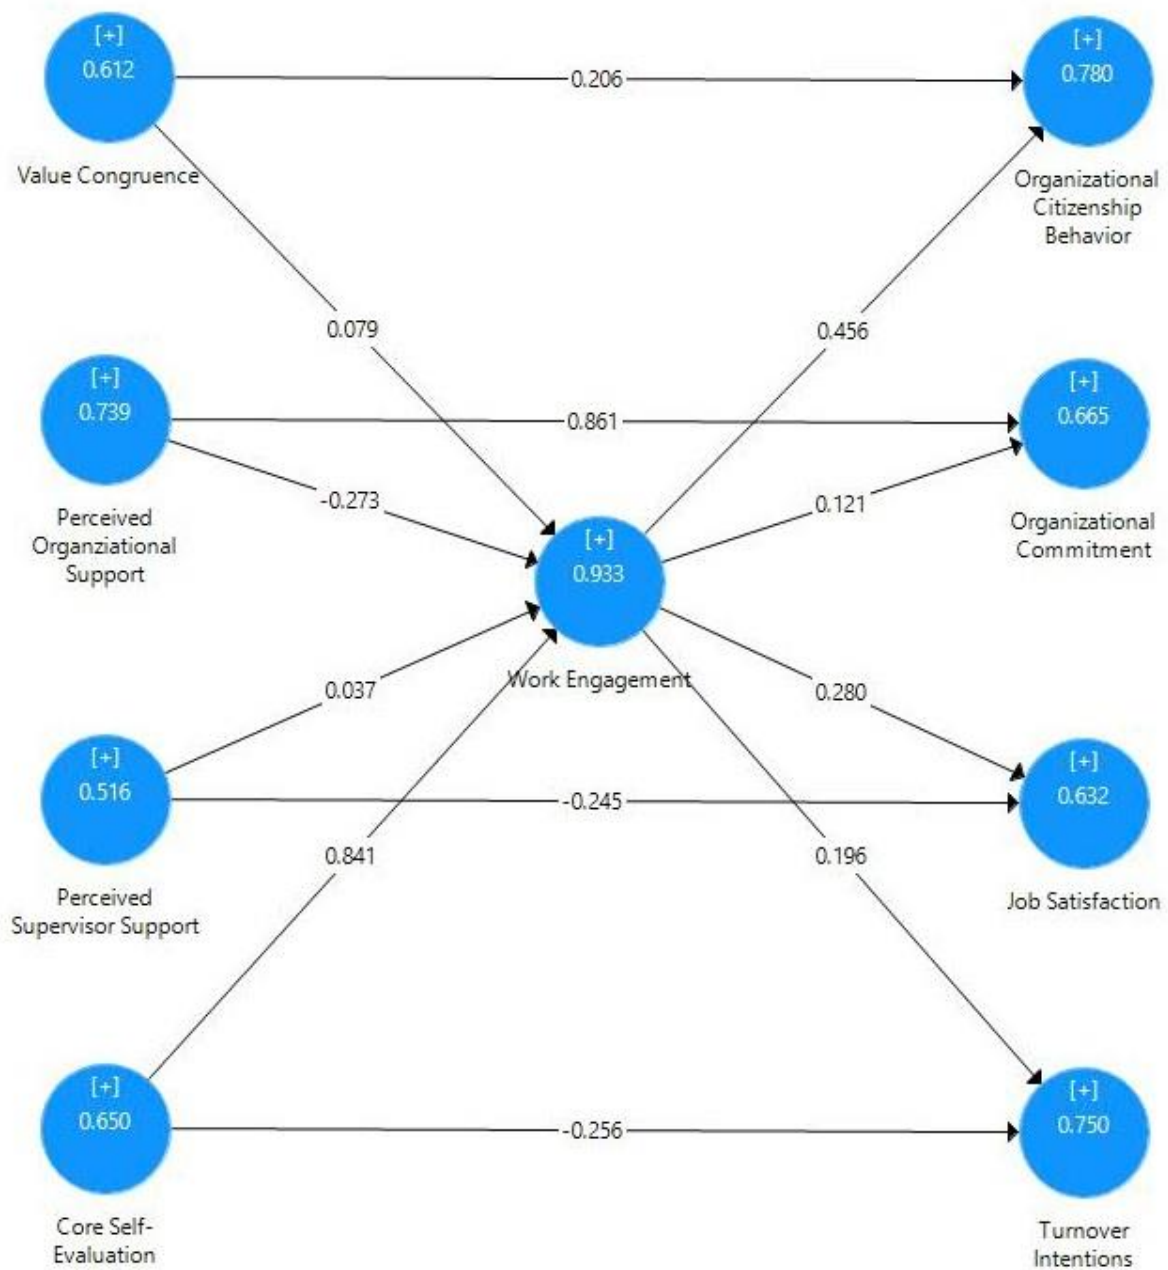 [+]
0.612
Value Congruence
0.206
[+]
0.780
Organizational
Citizenship
Behavior
0.079
0.456
[+]
0.739
Perceived
Organziational
Support
0.861
-0.273
0.121
[+]
0.665
Organizational
Commitment
[+]
0.933
Work Engagement
[+]
0.516
Perceived
Supervisor Support
0.037
-0.245
0.280
[+]
0.632
Job Satisfaction
0.841
0.196
[+]
0.650
Core Self-
Evaluation
-0.256
[+]
0.750
Turnover
Intentions